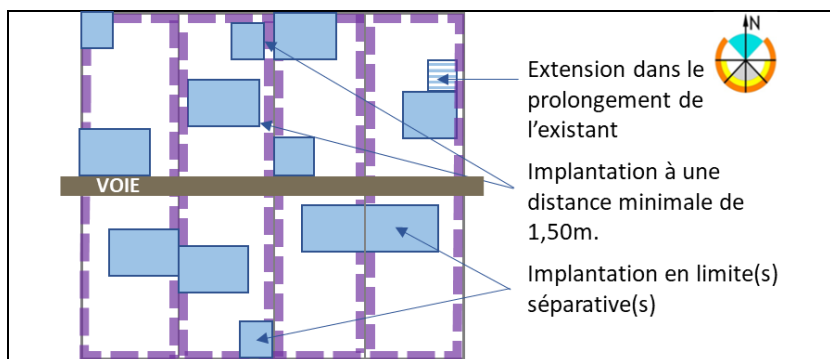 N
Extension dans le
prolongement de
l'existant
Implantation à une
distance minimale de
1,50m.
VOIE
Implantation en limite(s)
séparative(s)